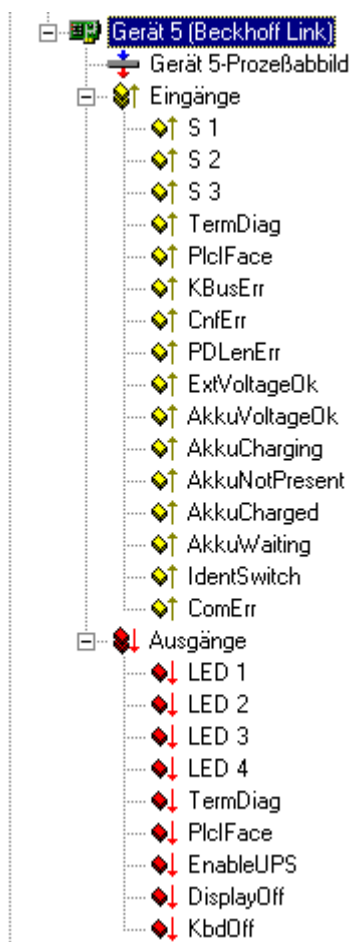 Gerät 5 (Beckhoff Link)
Gerät 5-Prozeßabbild
Eingänge
S 1
S 2
S 3
TermDiag
PlcIFace
KBusErr
CnfErr
PDLenErr
ExtVoltageOk
AkkuVoltageOk
AkkuCharging
AkkuNotPresent
AkkuCharged
AkkuWaiting
IdentSwitch
ComErr
Ausgänge
LED 1
LED 2
LED 3
LED 4
TermDiag
PlcIFace
EnableUPS
DisplayOff
KbdOff